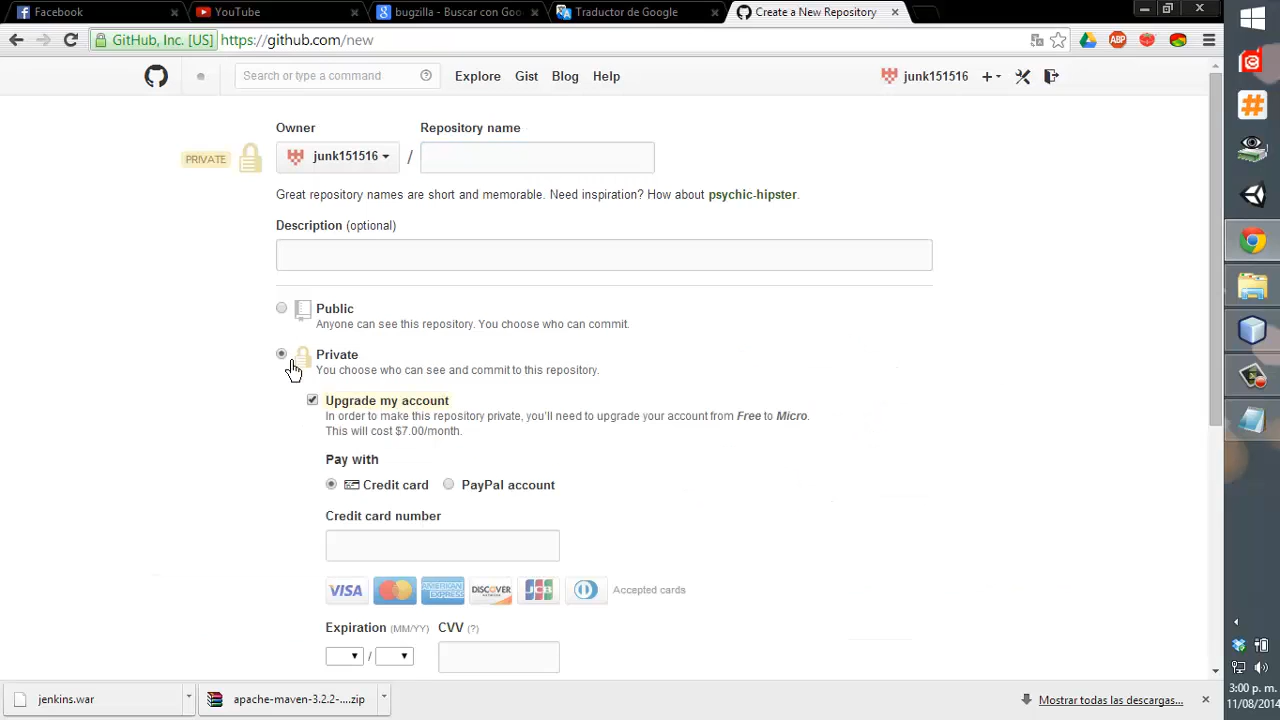 Facebook
YouTube
bugzilla - Buscar con Goo
Traductor de Google
Create a New Repository
GitHub, Inc. [US]
https://github.com/new
ABP
Search or type a command
Explore
Gist
Blog
Help
junk151516
Owner
Repository name
PRIVATE
junk151516
/
Great repository names are short and memorable. Need inspiration? How about psychic-hipster.
Description (optional)
Public
Anyone can see this repository. You choose who can commit.
Private
You choose who can see and commit to this repository.
Upgrade my account
In order to make this repository private, you'll need to upgrade your account from Free to Micro.
This will cost $7.00/month.
Pay with
Credit card
PayPal account
Credit card number
VISA
MasterCard
AMERICAN EXPRESS
DISCOVER
JCB
Accepted cards
Expiration (MM/YY)
CVV (?)
/
jenkins.war
apache-maven-3.2.2-....zip
Mostrar todas las descargas...
3:00 p. m.
11/08/2014